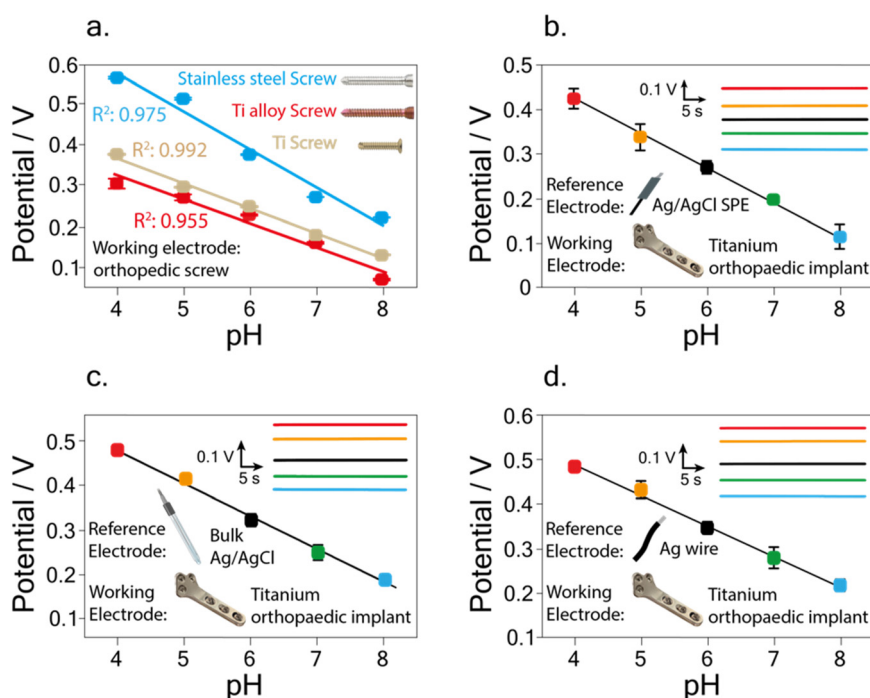 a.
0.6
0.5
0.3
0.2
0.1
Potential / V
Stainless steel Screw
R²: 0.975
Ti alloy Screw
R²: 0.992
Ti Screw
R²: 0.955
Working electrode:
orthopedic screw
4 5 6 7 8
pH
b.
0.5
0.4
0.3
0.2
0.1
0
Potential / V
0.1 V
5 s
Reference
Electrode:
Ag/AgCl SPE
Working
Electrode:
Titanium
orthopaedic implant
4 5 6 7 8
pH
c.
0.5
0.4
0.3
0.2
0.1
Potential / V
0.1 V
5 s
Reference
Electrode:
Bulk
Ag/AgCl
Working
Electrode:
Titanium
orthopaedic implant
4 5 6 7 8
pH
d.
0.6
0.5
0.4
0.3
0.2
0.1
Potential / V
0.1 V
5 s
Reference
Electrode:
Ag wire
Working
Electrode:
Titanium
orthopaedic implant
4 5 6 7 8
pH